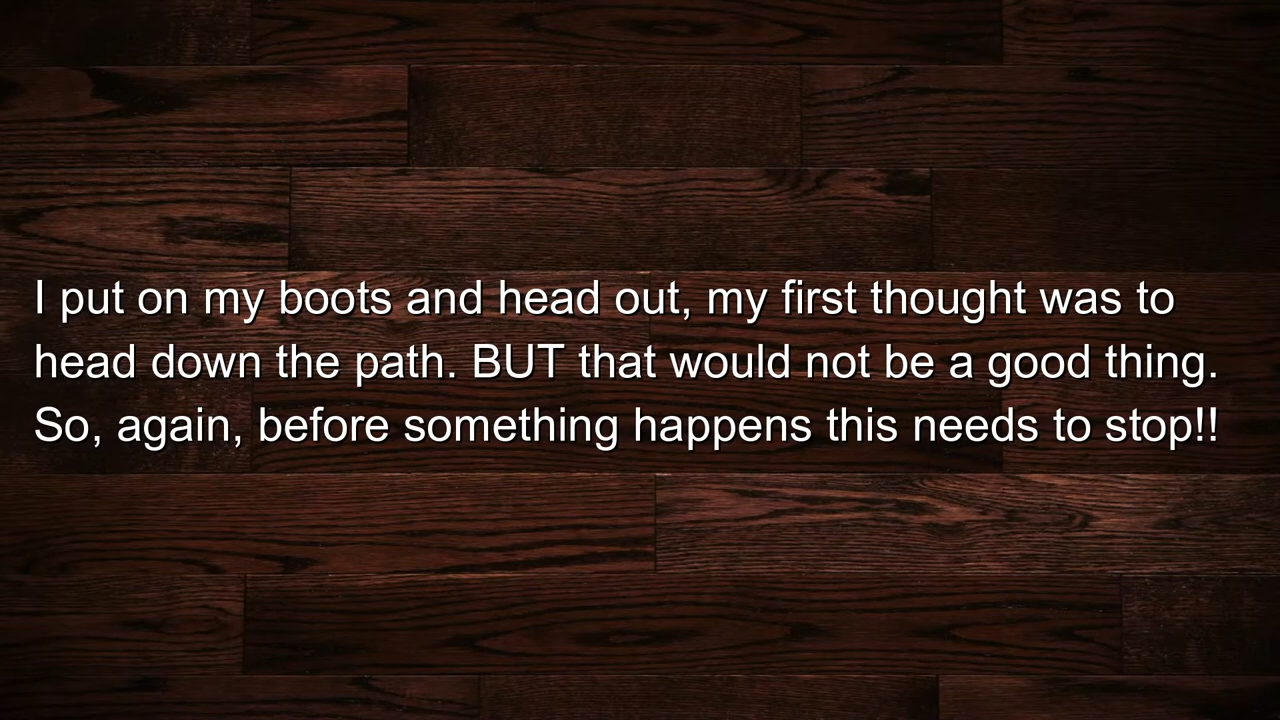 I put on my boots and head out, my first thought was to
head down the path. BUT that would not be a good thing.
So, again, before something happens this needs to stop!!